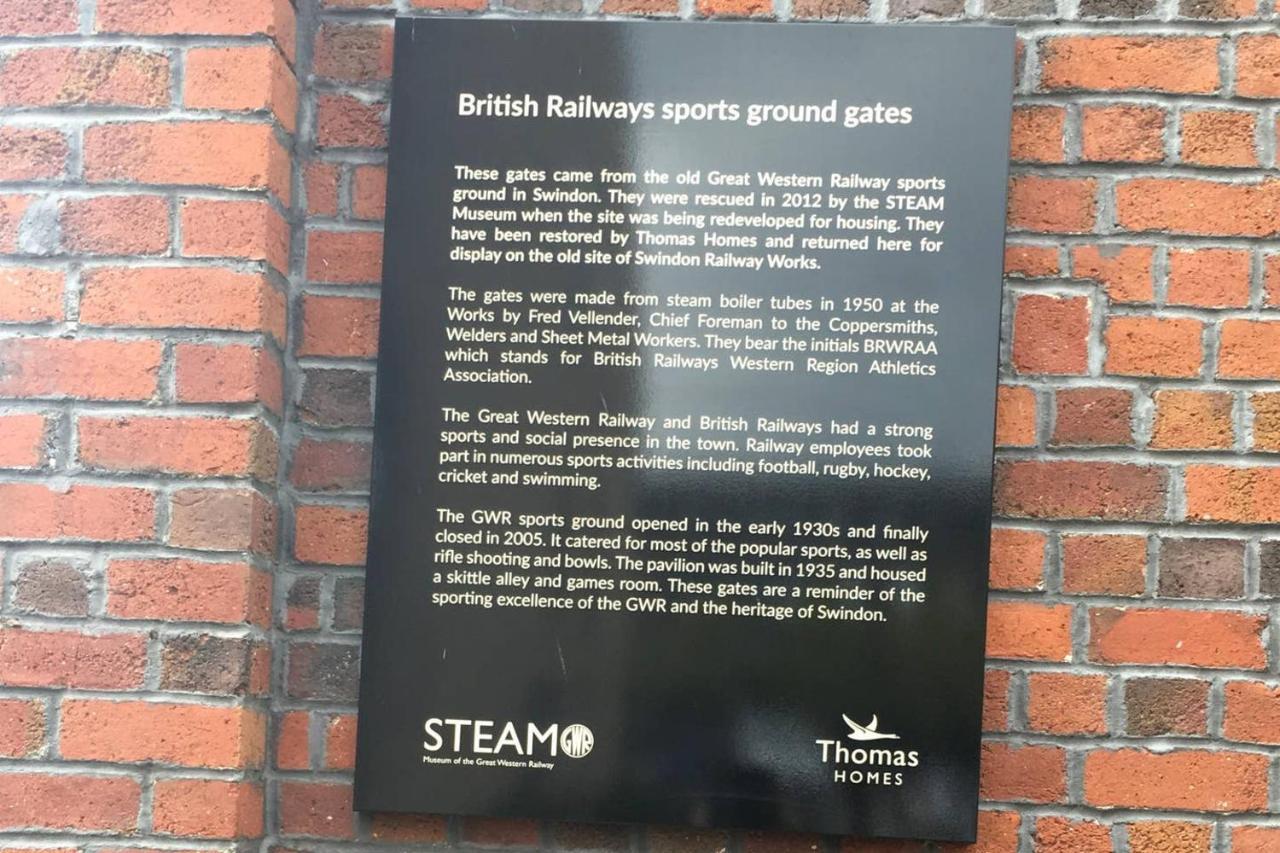 British Railways sports ground gates
These gates came from the old Great Western Railway sports
ground in Swindon. They were rescued in 2012 by the STEAM
Museum when the site was being redeveloped for housing. They
have been restored by Thomas Homes and returned here for
display on the old site of Swindon Railway Works.
The gates were made from steam boiler tubes in 1950 at the
Works by Fred Vellender, Chief Foreman to the Coppersmiths,
Welders and Sheet Metal Workers. They bear the initials BRWRAA
which stands for British Railways Western Region Athletics
Association.
The Great Western Railway and British Railways had a strong
sports and social presence in the town. Railway employees took
part in numerous sports activities including football, rugby, hockey,
cricket and swimming.
The GWR sports ground opened in the early 1930s and finally
closed in 2005. It catered for most of the popular sports, as well as
rifle shooting and bowls. The pavilion was built in 1935 and housed
a skittle alley and games room. These gates are a reminder of the
sporting excellence of the GWR and the heritage of Swindon.
STEAM GWR
Museum of the Great Western Railway
Thomas
HOMES